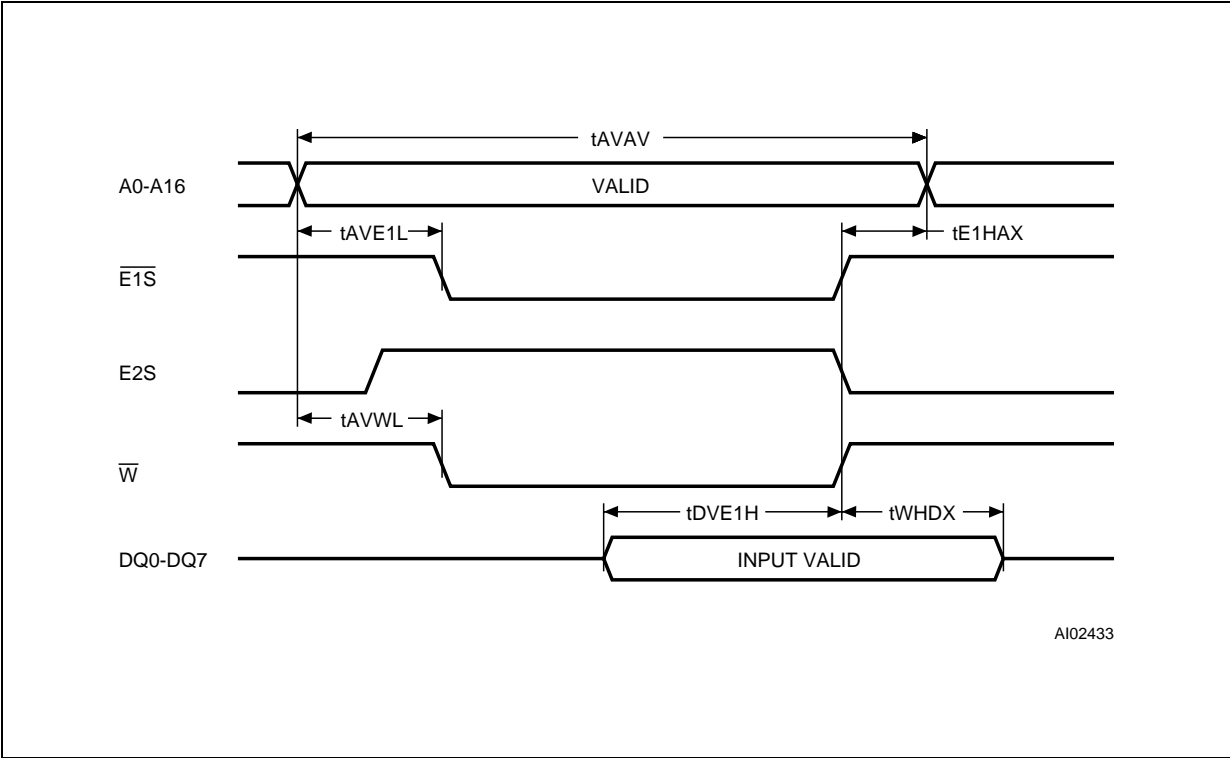 tAVAV
A0-A16 VALID
tAVE1L tE1HAX
E1S
E2S
tAVWL
W
tDVE1H tWHDX
DQ0-DQ7 INPUT VALID
AI02433